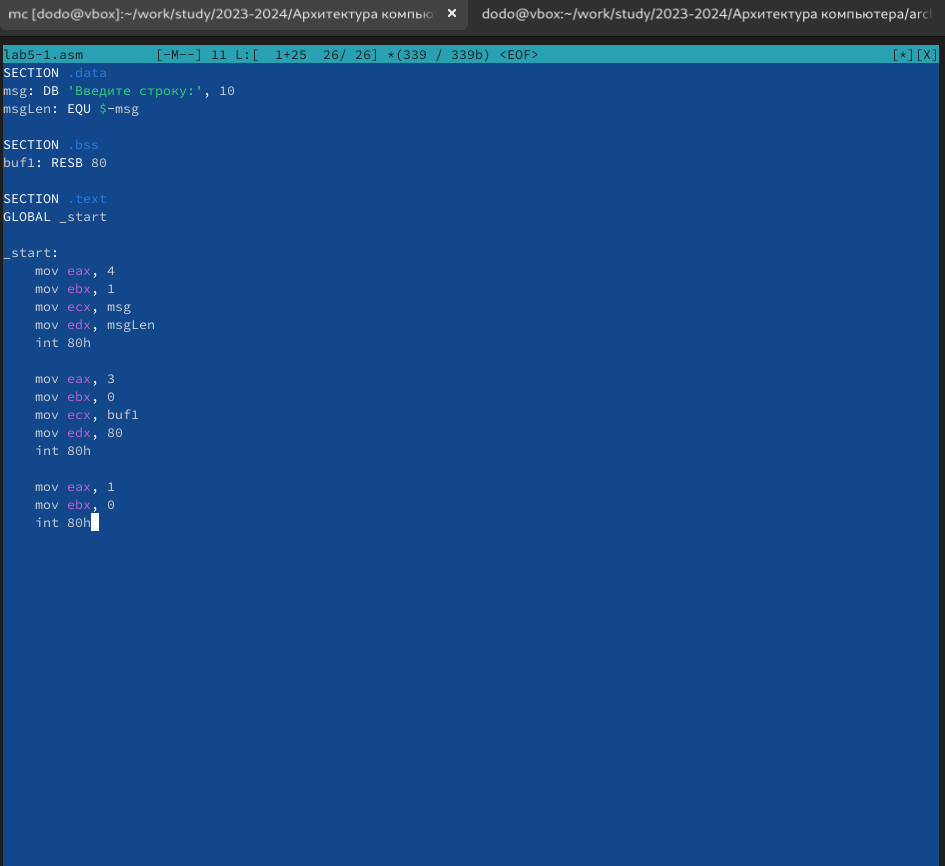 mc [dodo@vbox]:~/work/study/2023-2024/Архитектура компью ×
dodo@vbox:~/work/study/2023-2024/Архитектура компьютера/arc
lab5-1.asm [-M--] 11 L:[ 1+25 26/ 26] *(339 / 339b) <EOF> [*][X]
SECTION .data
msg: DB 'Введите строку:', 10
msgLen: EQU $-msg
SECTION .bss
buf1: RESB 80
SECTION .text
GLOBAL _start
_start:
mov eax, 4
mov ebx, 1
mov ecx, msg
mov edx, msgLen
int 80h
mov eax, 3
mov ebx, 0
mov ecx, buf1
mov edx, 80
int 80h
mov eax, 1
mov ebx, 0
int 80h